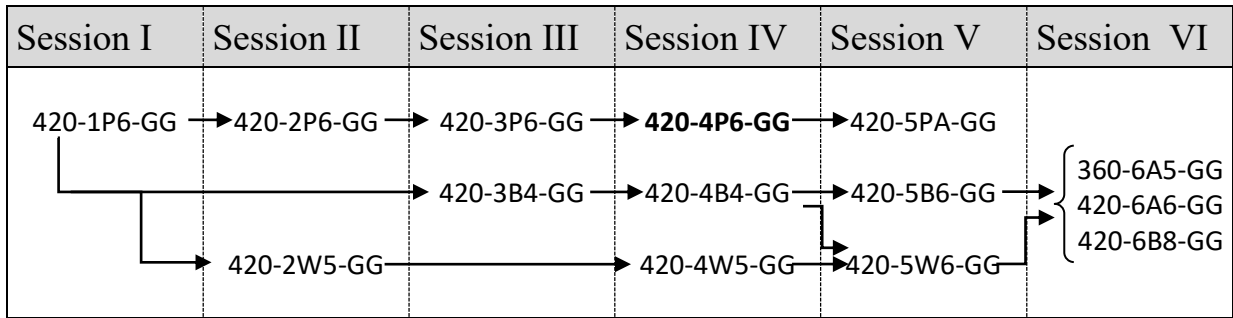 Session I Session II Session III Session IV Session V Session VI
420-1P6-GG 420-2P6-GG 420-3P6-GG 420-4P6-GG 420-5PA-GG
360-6A5-GG
420-3B4-GG 420-4B4-GG 420-5B6-GG
420-6A6-GG
420-6B8-GG
420-2W5-GG 420-4W5-GG 420-5W6-GG